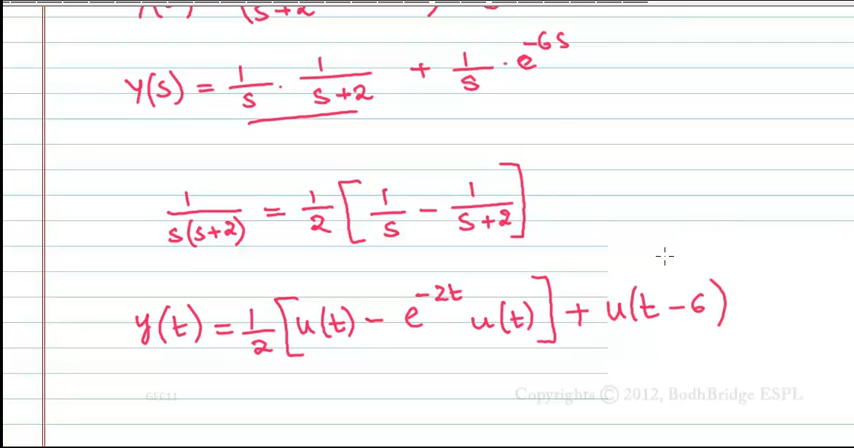 Y(s) = 1/s · 1/(s+2) + 1/s · e^-6s
1/(s(s+2)) = 1/2 [1/s - 1/(s+2)]
y(t) = 1/2 [u(t) - e^-2t u(t)] + u(t-6)
GEC11
Copyrights © 2012, BodhBridge ESPL